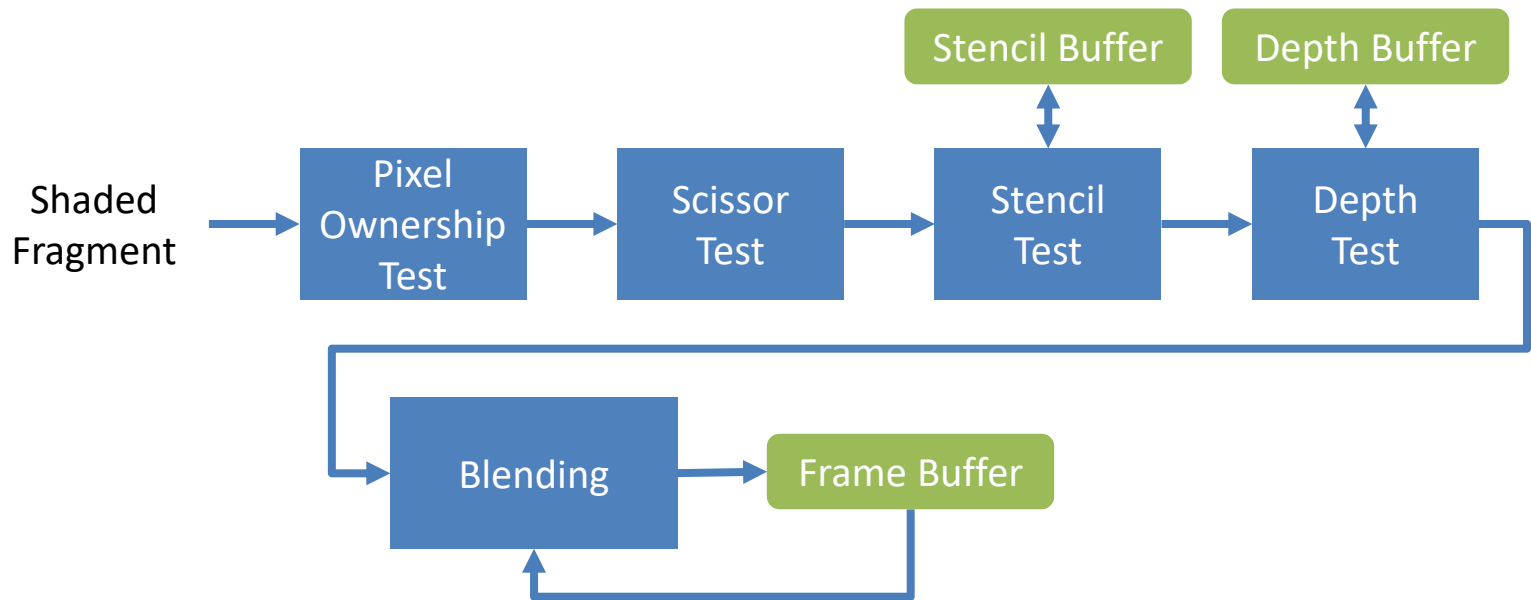 Stencil Buffer
Depth Buffer
Shaded
Fragment
Pixel
Ownership
Test
Scissor
Test
Stencil
Test
Depth
Test
Blending
Frame Buffer